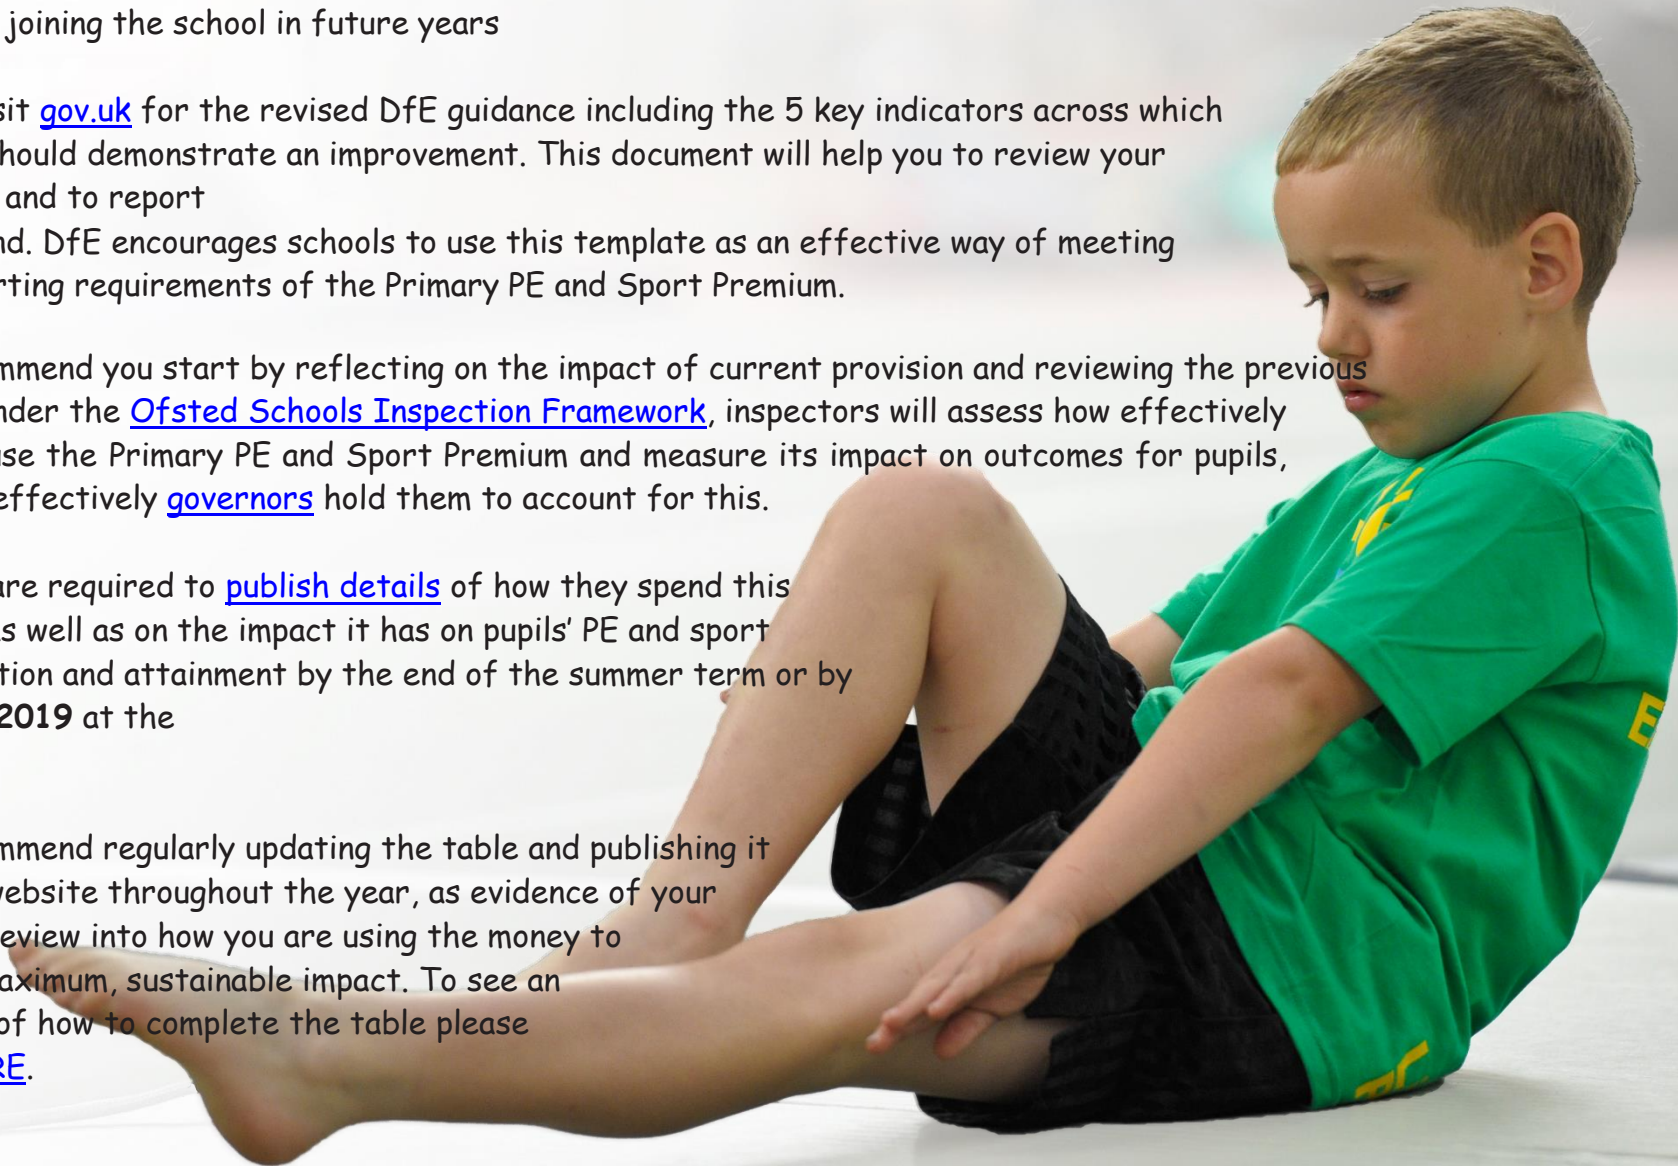 joining the school in future years
sit gov.uk for the revised DfE guidance including the 5 key indicators across which
hould demonstrate an improvement. This document will help you to review your
and to report
nd. DfE encourages schools to use this template as an effective way of meeting
rting requirements of the Primary PE and Sport Premium.
mmend you start by reflecting on the impact of current provision and reviewing the previous
nder the Ofsted Schools Inspection Framework, inspectors will assess how effectively
use the Primary PE and Sport Premium and measure its impact on outcomes for pupils,
effectively governors hold them to account for this.
are required to publish details of how they spend this
as well as on the impact it has on pupils’ PE and sport
tion and attainment by the end of the summer term or by
2019 at the
mmend regularly updating the table and publishing it
website throughout the year, as evidence of your
eview into how you are using the money to
aximum, sustainable impact. To see an
of how to complete the table please
RE.